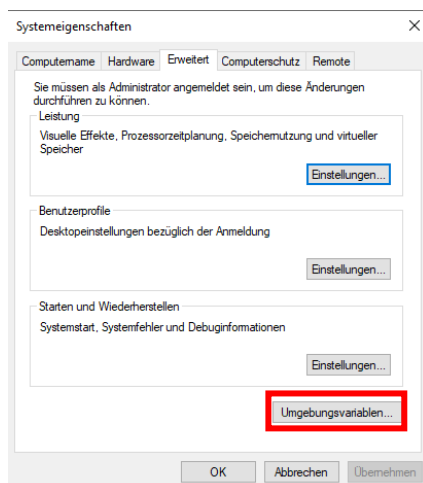 Systemeigenschaften
Computername Hardware Erweitert Computerschutz Remote
Sie müssen als Administrator angemeldet sein, um diese Änderungen
durchführen zu können.
Leistung
Visuelle Effekte, Prozessorzeitplanung, Speichernutzung und virtueller
Speicher
Einstellungen...
Benutzerprofile
Desktopeinstellungen bezüglich der Anmeldung
Einstellungen...
Starten und Wiederherstellen
Systemstart, Systemfehler und Debuginformationen
Einstellungen...
Umgebungsvariablen...
OK Abbrechen Übernehmen